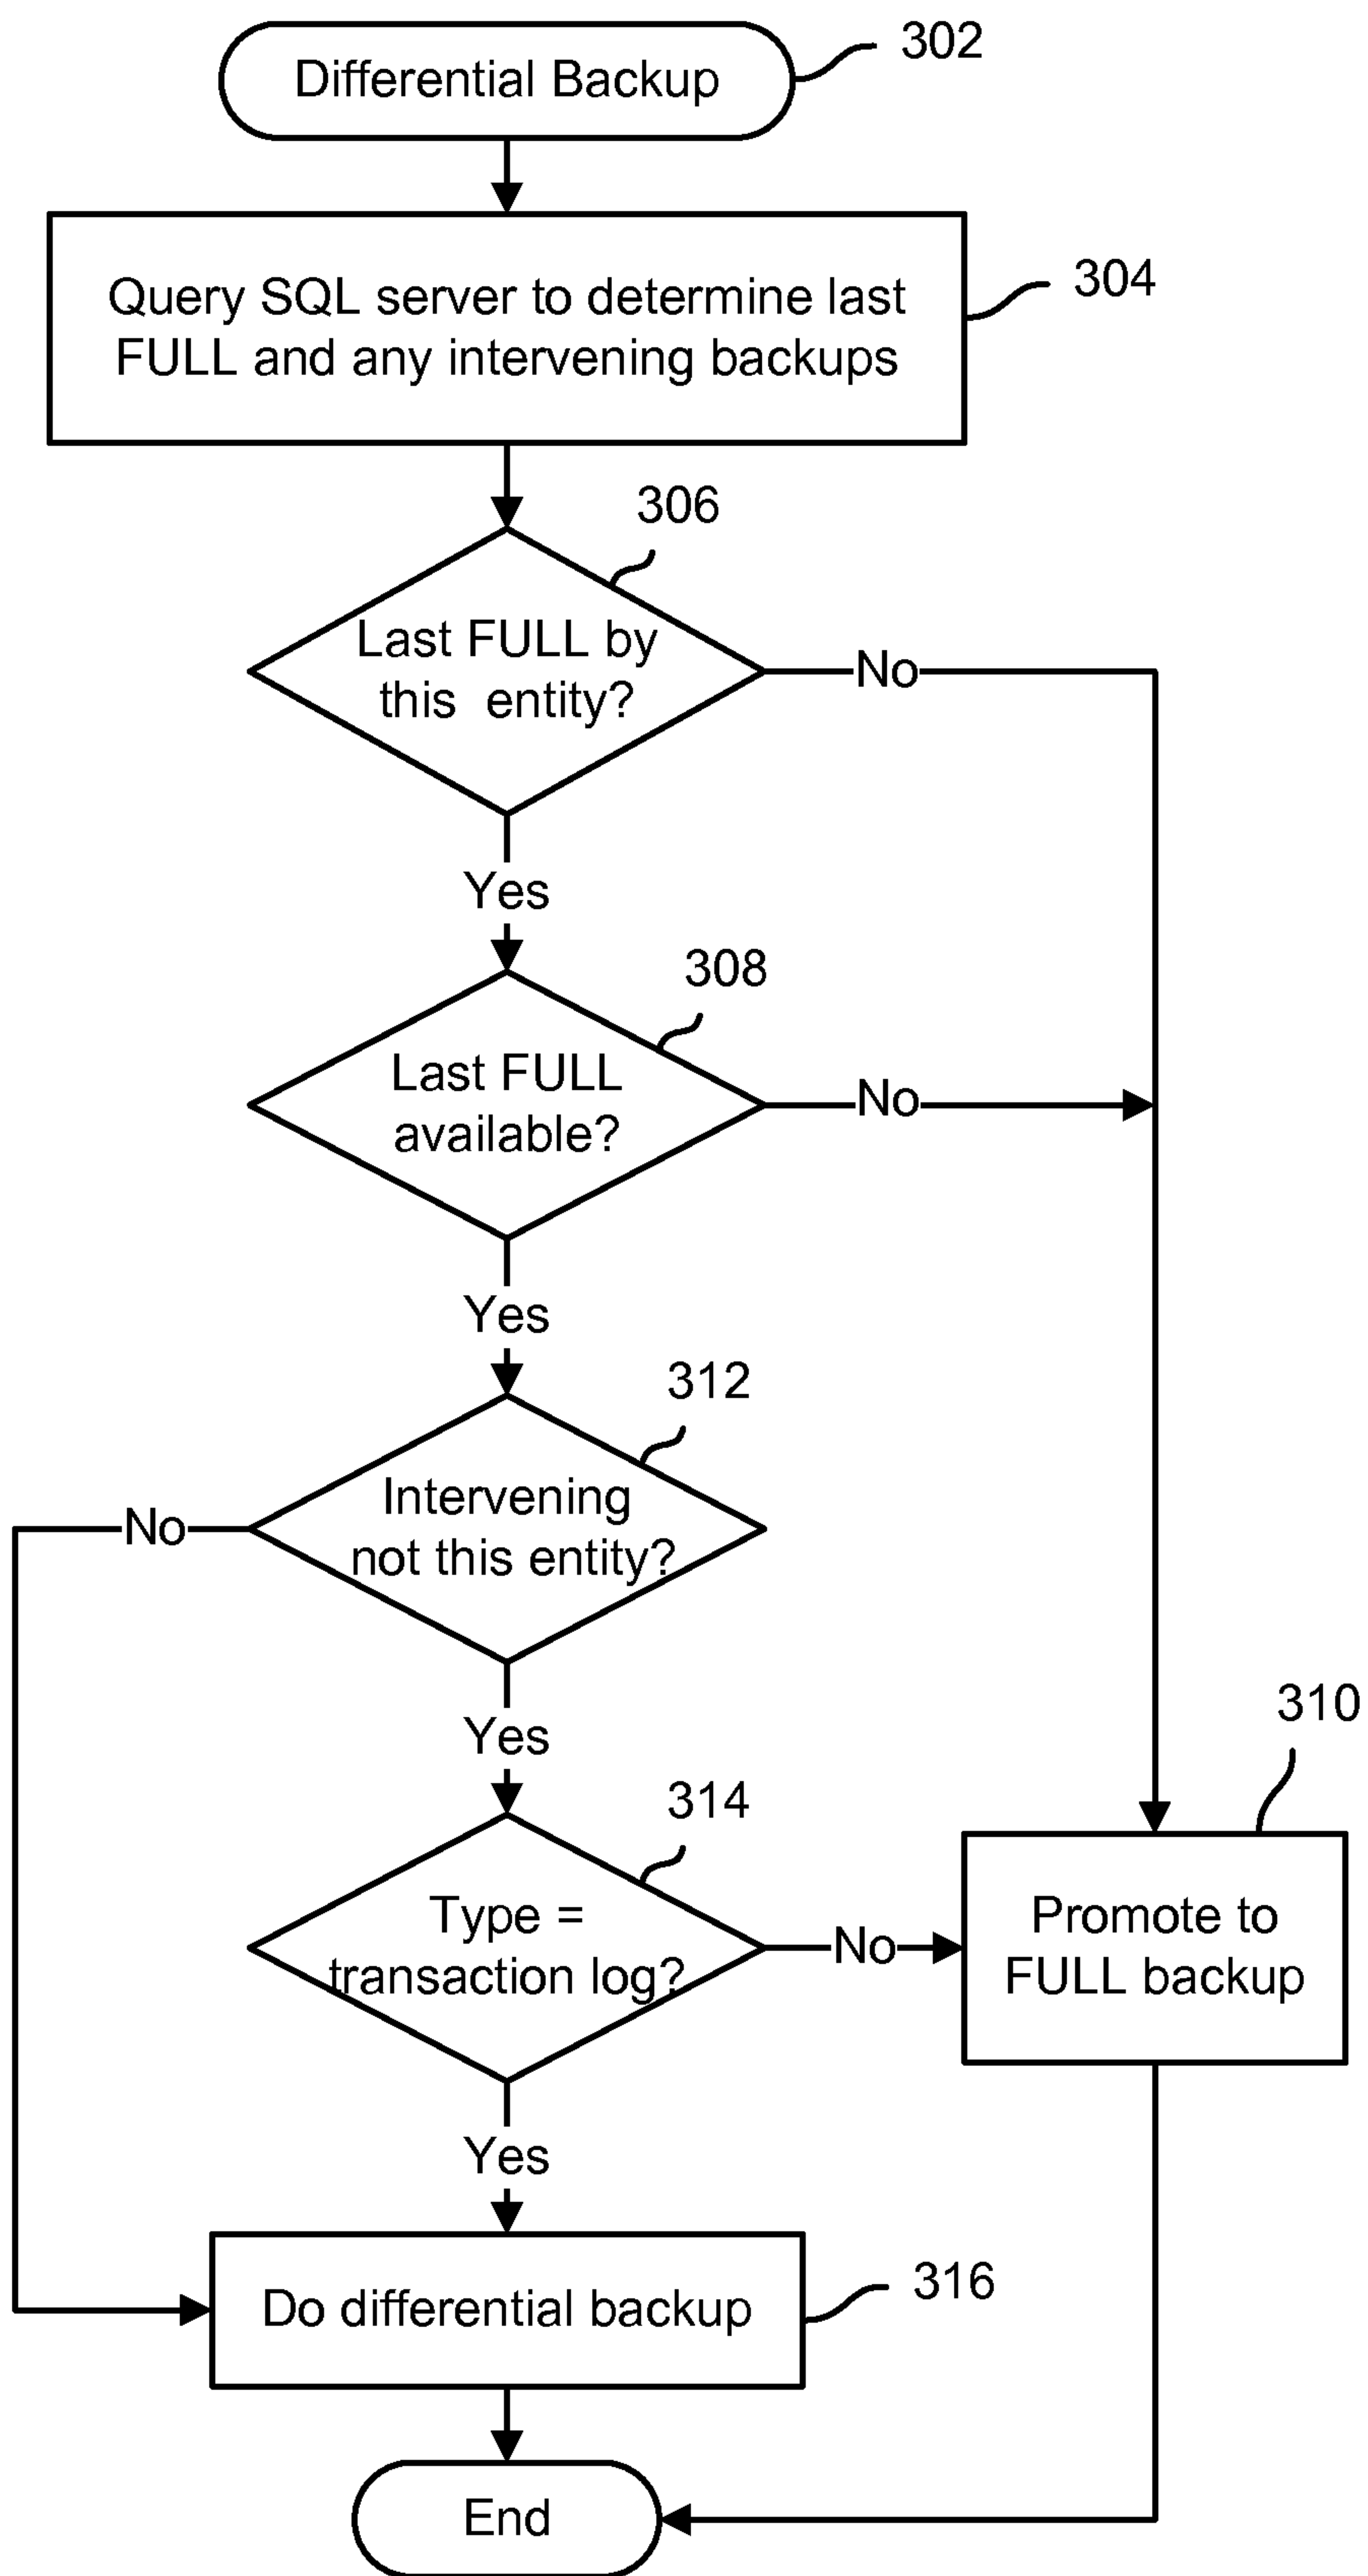 Differential Backup
302
Query SQL server to determine last
FULL and any intervening backups
304
306
Last FULL by
this entity?
No
Yes
308
Last FULL
available?
No
Yes
312
Intervening
not this entity?
No
Yes
310
314
Type =
transaction log?
No
Promote to
FULL backup
Yes
Do differential backup
316
End